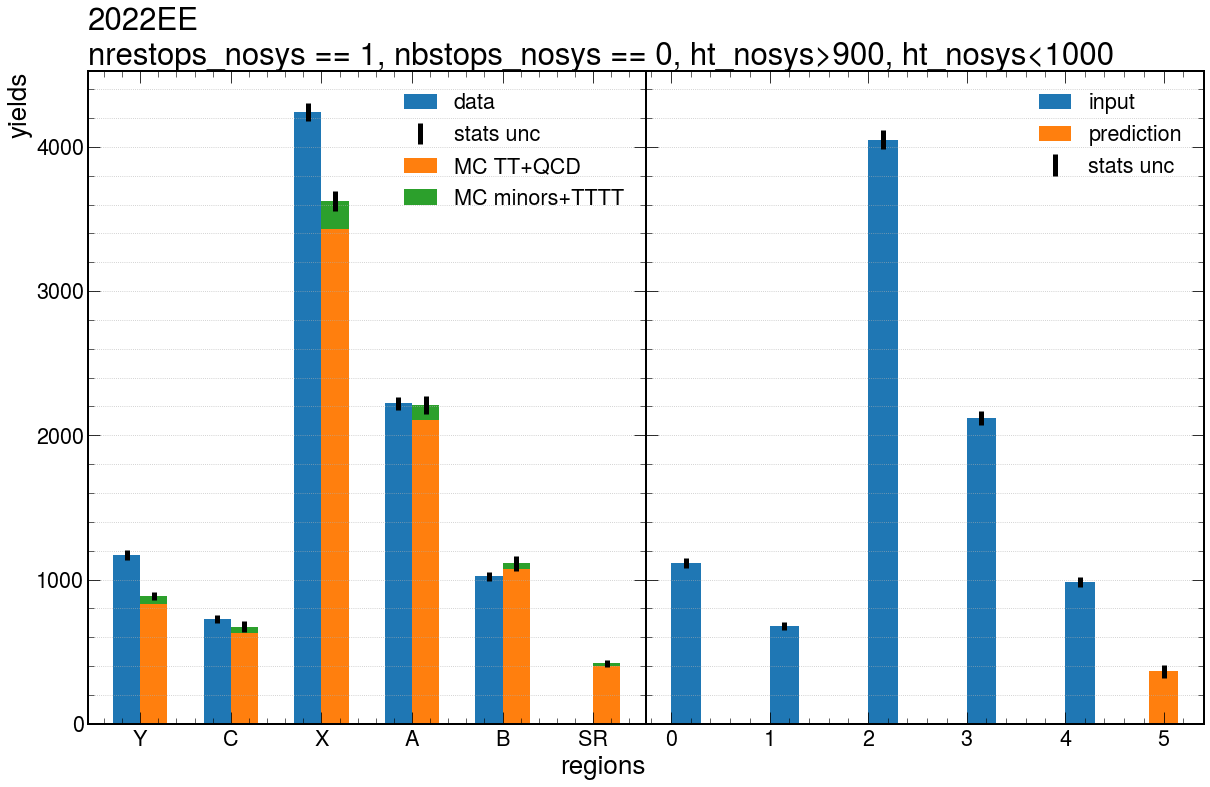 2022EE
nrestops_nosys == 1, nbstops_nosys == 0, ht_nosys>900, ht_nosys<1000
yields
4000
3000
2000
1000
0
data
stats unc
MC TT+QCD
MC minors+TTTT
input
prediction
stats unc
Y C X A B SR 0 1 2 3 4 5
regions